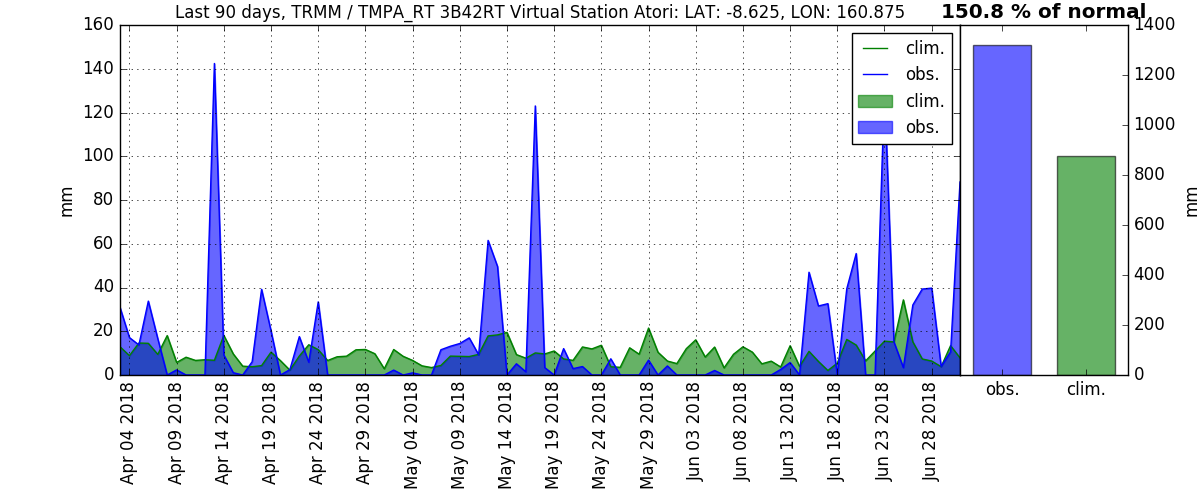 Last 90 days, TRMM / TMPA_RT 3B42RT Virtual Station Atori: LAT: -8.625, LON: 160.875
150.8 % of normal
160
140
120
100
80
60
40
20
0
mm
clim.
obs.
clim.
obs.
Apr 04 2018
Apr 09 2018
Apr 14 2018
Apr 19 2018
Apr 24 2018
Apr 29 2018
May 04 2018
May 09 2018
May 14 2018
May 19 2018
May 24 2018
May 29 2018
Jun 03 2018
Jun 08 2018
Jun 13 2018
Jun 18 2018
Jun 23 2018
Jun 28 2018
1400
1200
1000
800
600
400
200
0
mm
obs.
clim.